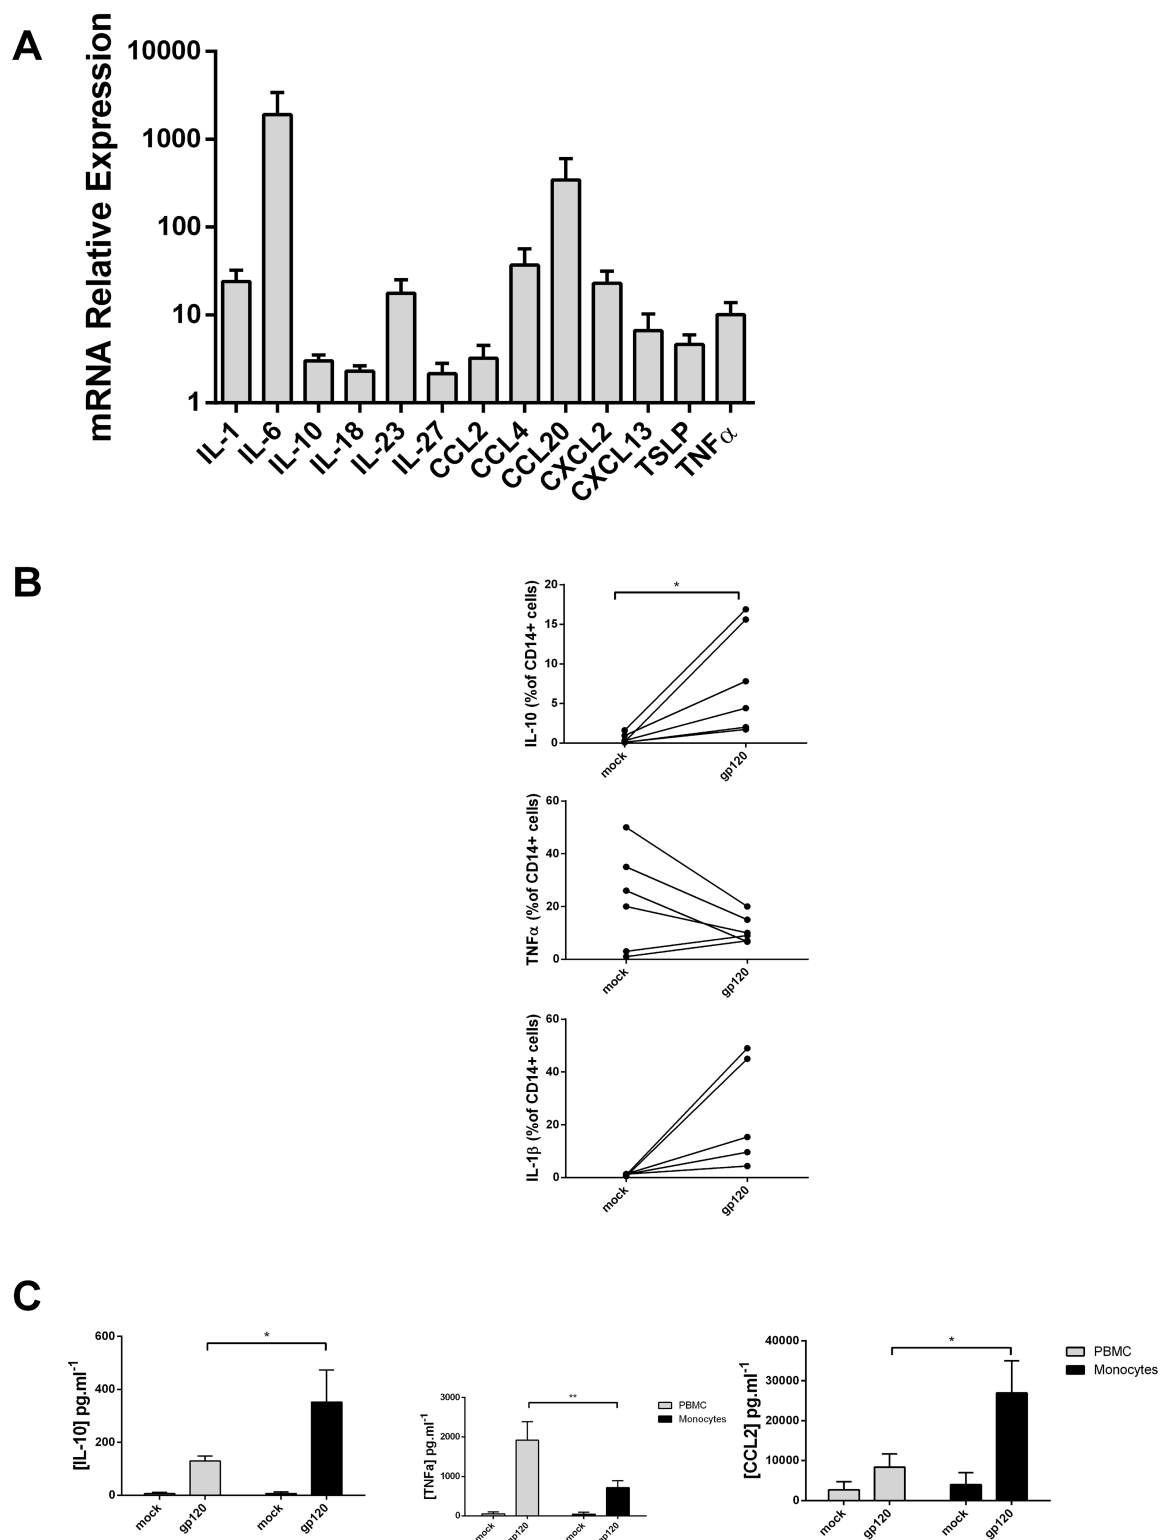 A
mRNA Relative Expression
10000
1000
100
10
1
IL-1
IL-6
IL-10
IL-18
IL-23
IL-27
CCL2
CCL4
CCL20
CXCL2
CXCL13
TSLP
TNFα
B
IL-10 (%of CD14+ cells)
20
15
10
5
0
*
mock
gp120
TNFα (%of CD14+ cells)
60
40
20
0
mock
gp120
IL-1β (%of CD14+ cells)
60
40
20
0
mock
gp120
C
[IL-10] pg.ml-1
600
400
200
0
*
mock
gp120
mock
gp120
[TNFa] pg.ml-1
3000
2000
1000
0
**
mock
gp120
mock
gp120
PBMC
Monocytes
[CCL2] pg.ml-1
40000
30000
20000
10000
0
*
mock
gp120
mock
gp120
PBMC
Monocytes